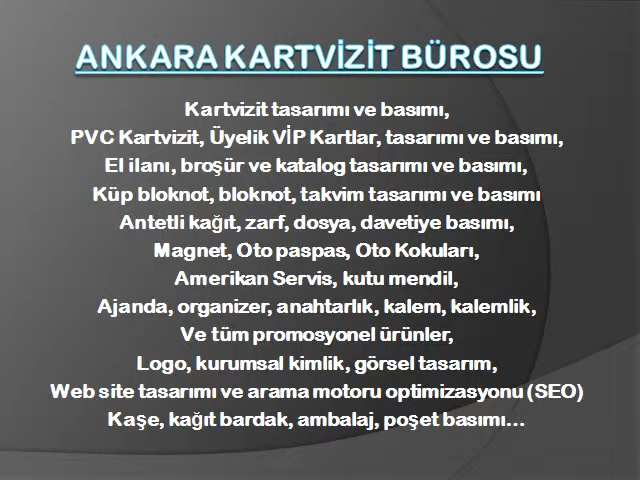 ANKARA KARTVİZİT BÜROSU
Kartvizit tasarımı ve basımı,
PVC Kartvizit, Üyelik VİP Kartlar, tasarımı ve basımı,
El ilanı, broşür ve katalog tasarımı ve basımı,
Küp bloknot, bloknot, takvim tasarımı ve basımı
Antetli kağıt, zarf, dosya, davetiye basımı,
Magnet, Oto paspas, Oto Kokuları,
Amerikan Servis, kutu mendil,
Ajanda, organizer, anahtarlık, kalem, kalemlik,
Ve tüm promosyonel ürünler,
Logo, kurumsal kimlik, görsel tasarım,
Web site tasarımı ve arama motoru optimizasyonu (SEO)
Kaşe, kağıt bardak, ambalaj, poşet basımı...